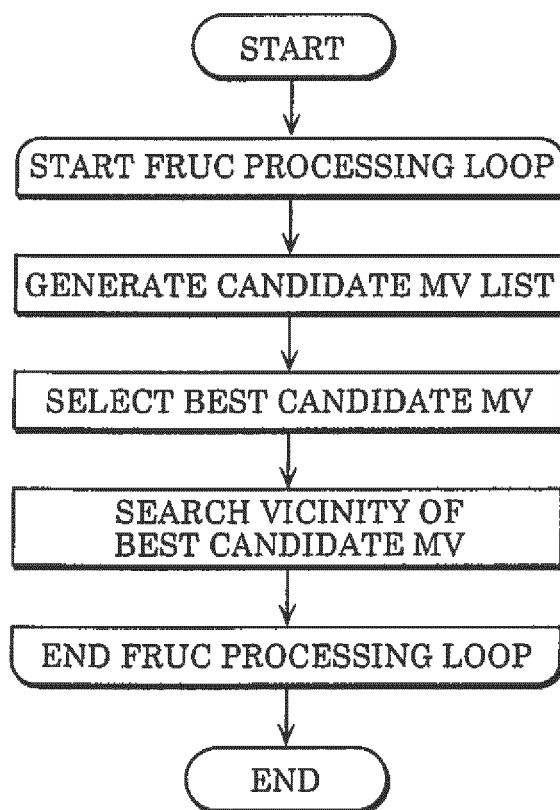 START
START FRUC PROCESSING LOOP
GENERATE CANDIDATE MV LIST
SELECT BEST CANDIDATE MV
SEARCH VICINITY OF
BEST CANDIDATE MV
END FRUC PROCESSING LOOP
END